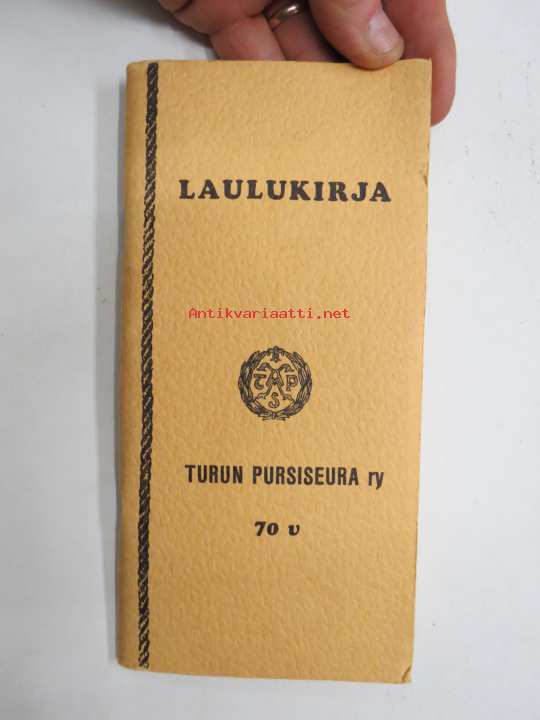 LAULUKIRJA
Antikvariaatti.net
T A P
S
TURUN PURSISEURA ry
70 v